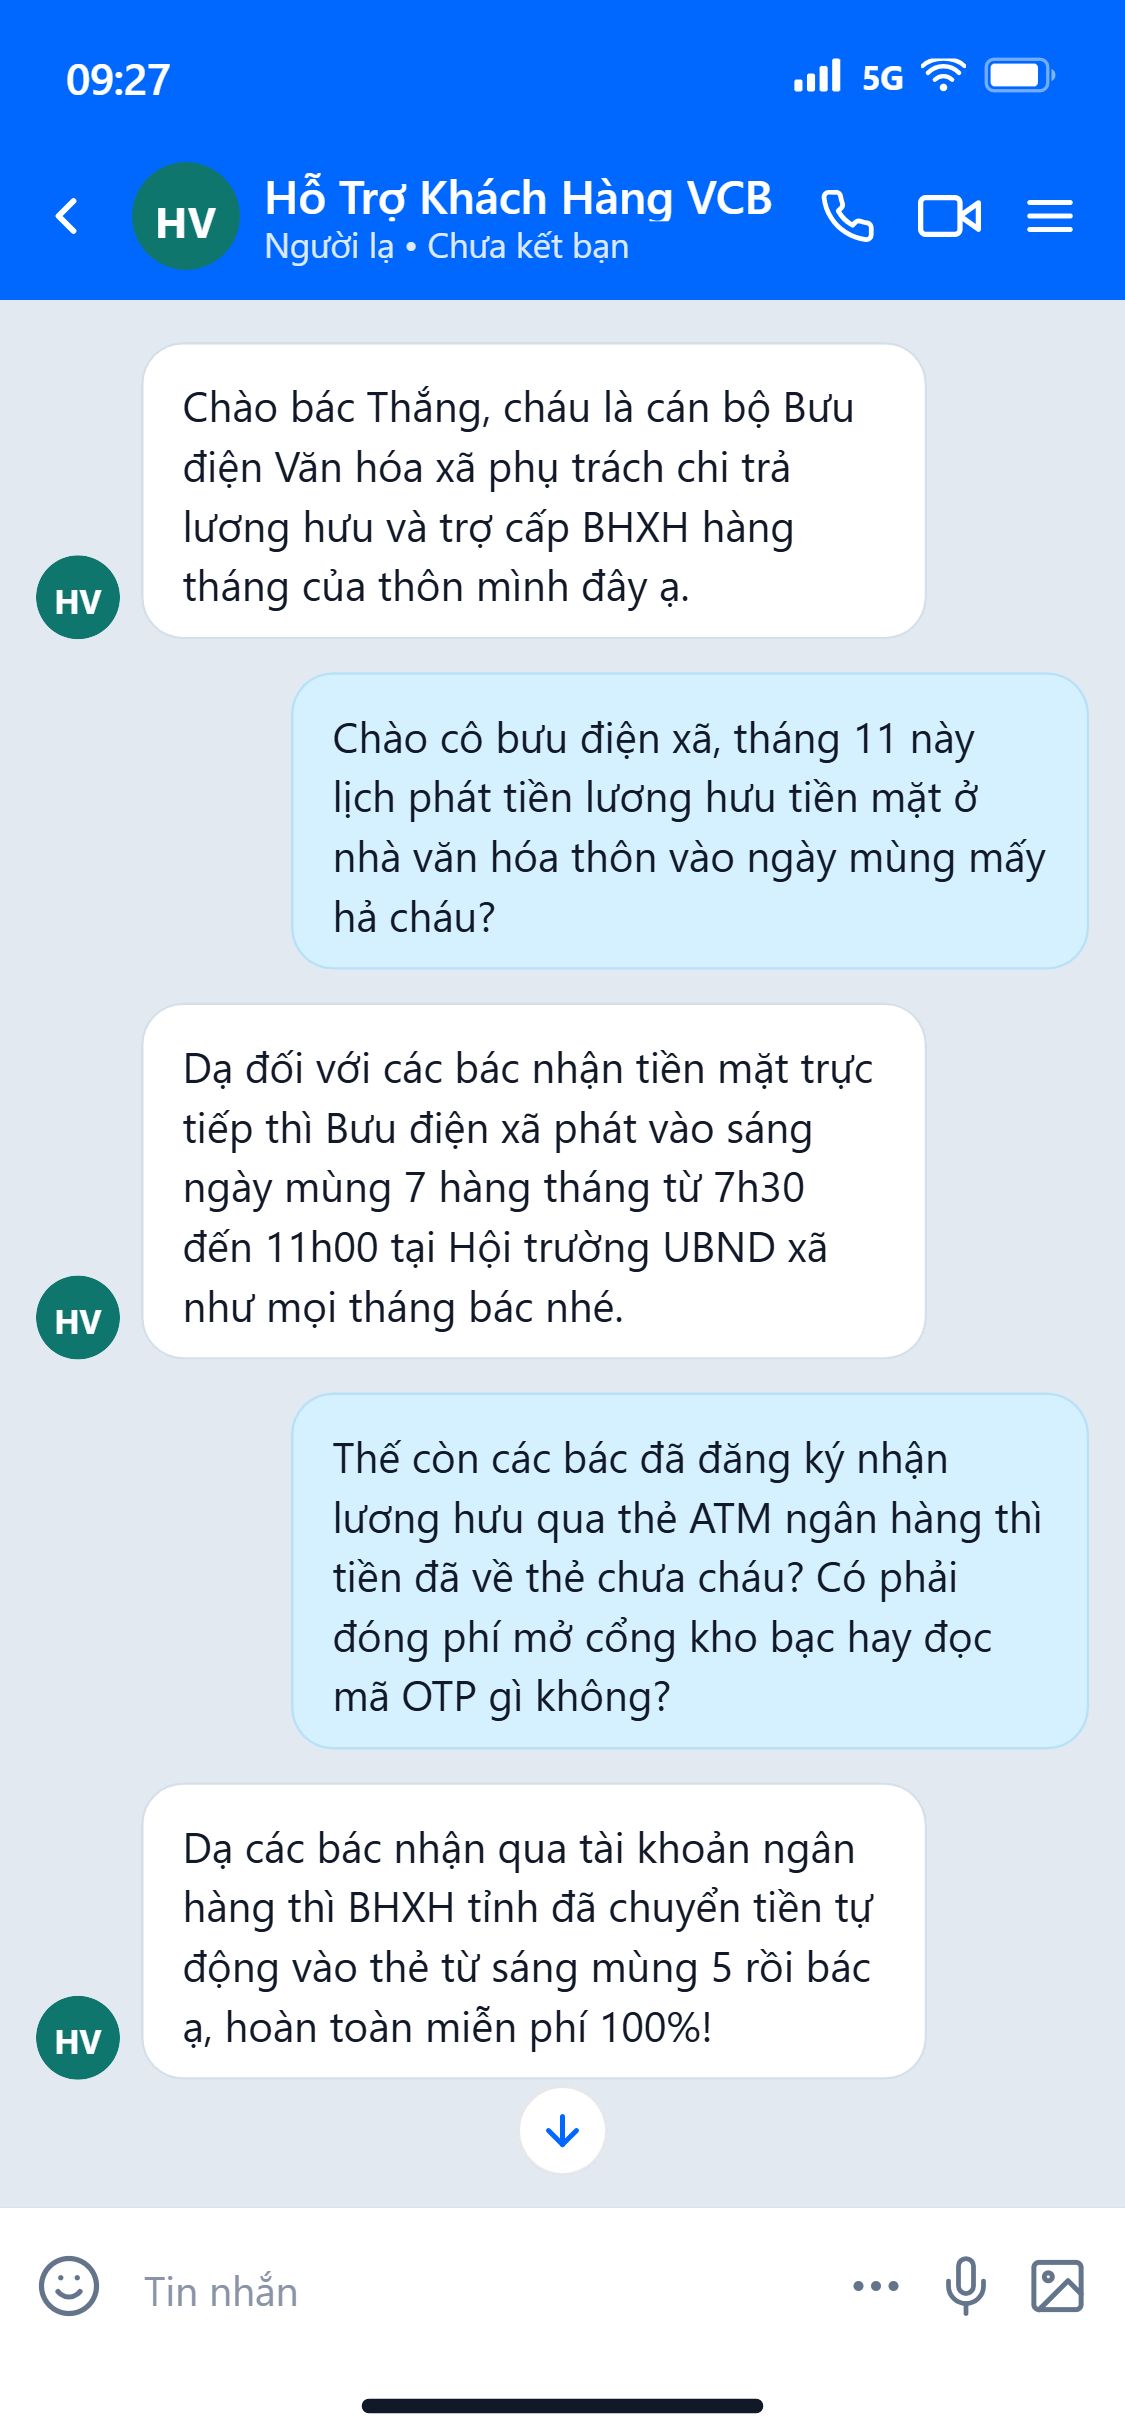 09:27
5G
HV
Hỗ Trợ Khách Hàng VCB
Người lạ • Chưa kết bạn
Chào bác Thắng, cháu là cán bộ Bưu
điện Văn hóa xã phụ trách chi trả
lương hưu và trợ cấp BHXH hàng
tháng của thôn mình đây ạ.
HV
Chào cô bưu điện xã, tháng 11 này
lịch phát tiền lương hưu tiền mặt ở
nhà văn hóa thôn vào ngày mùng mấy
hả cháu?
Dạ đối với các bác nhận tiền mặt trực
tiếp thì Bưu điện xã phát vào sáng
ngày mùng 7 hàng tháng từ 7h30
đến 11h00 tại Hội trường UBND xã
như mọi tháng bác nhé.
HV
Thế còn các bác đã đăng ký nhận
lương hưu qua thẻ ATM ngân hàng thì
tiền đã về thẻ chưa cháu? Có phải
đóng phí mở cổng kho bạc hay đọc
mã OTP gì không?
Dạ các bác nhận qua tài khoản ngân
hàng thì BHXH tỉnh đã chuyển tiền tự
động vào thẻ từ sáng mùng 5 rồi bác
ạ, hoàn toàn miễn phí 100%!
HV
Tin nhắn